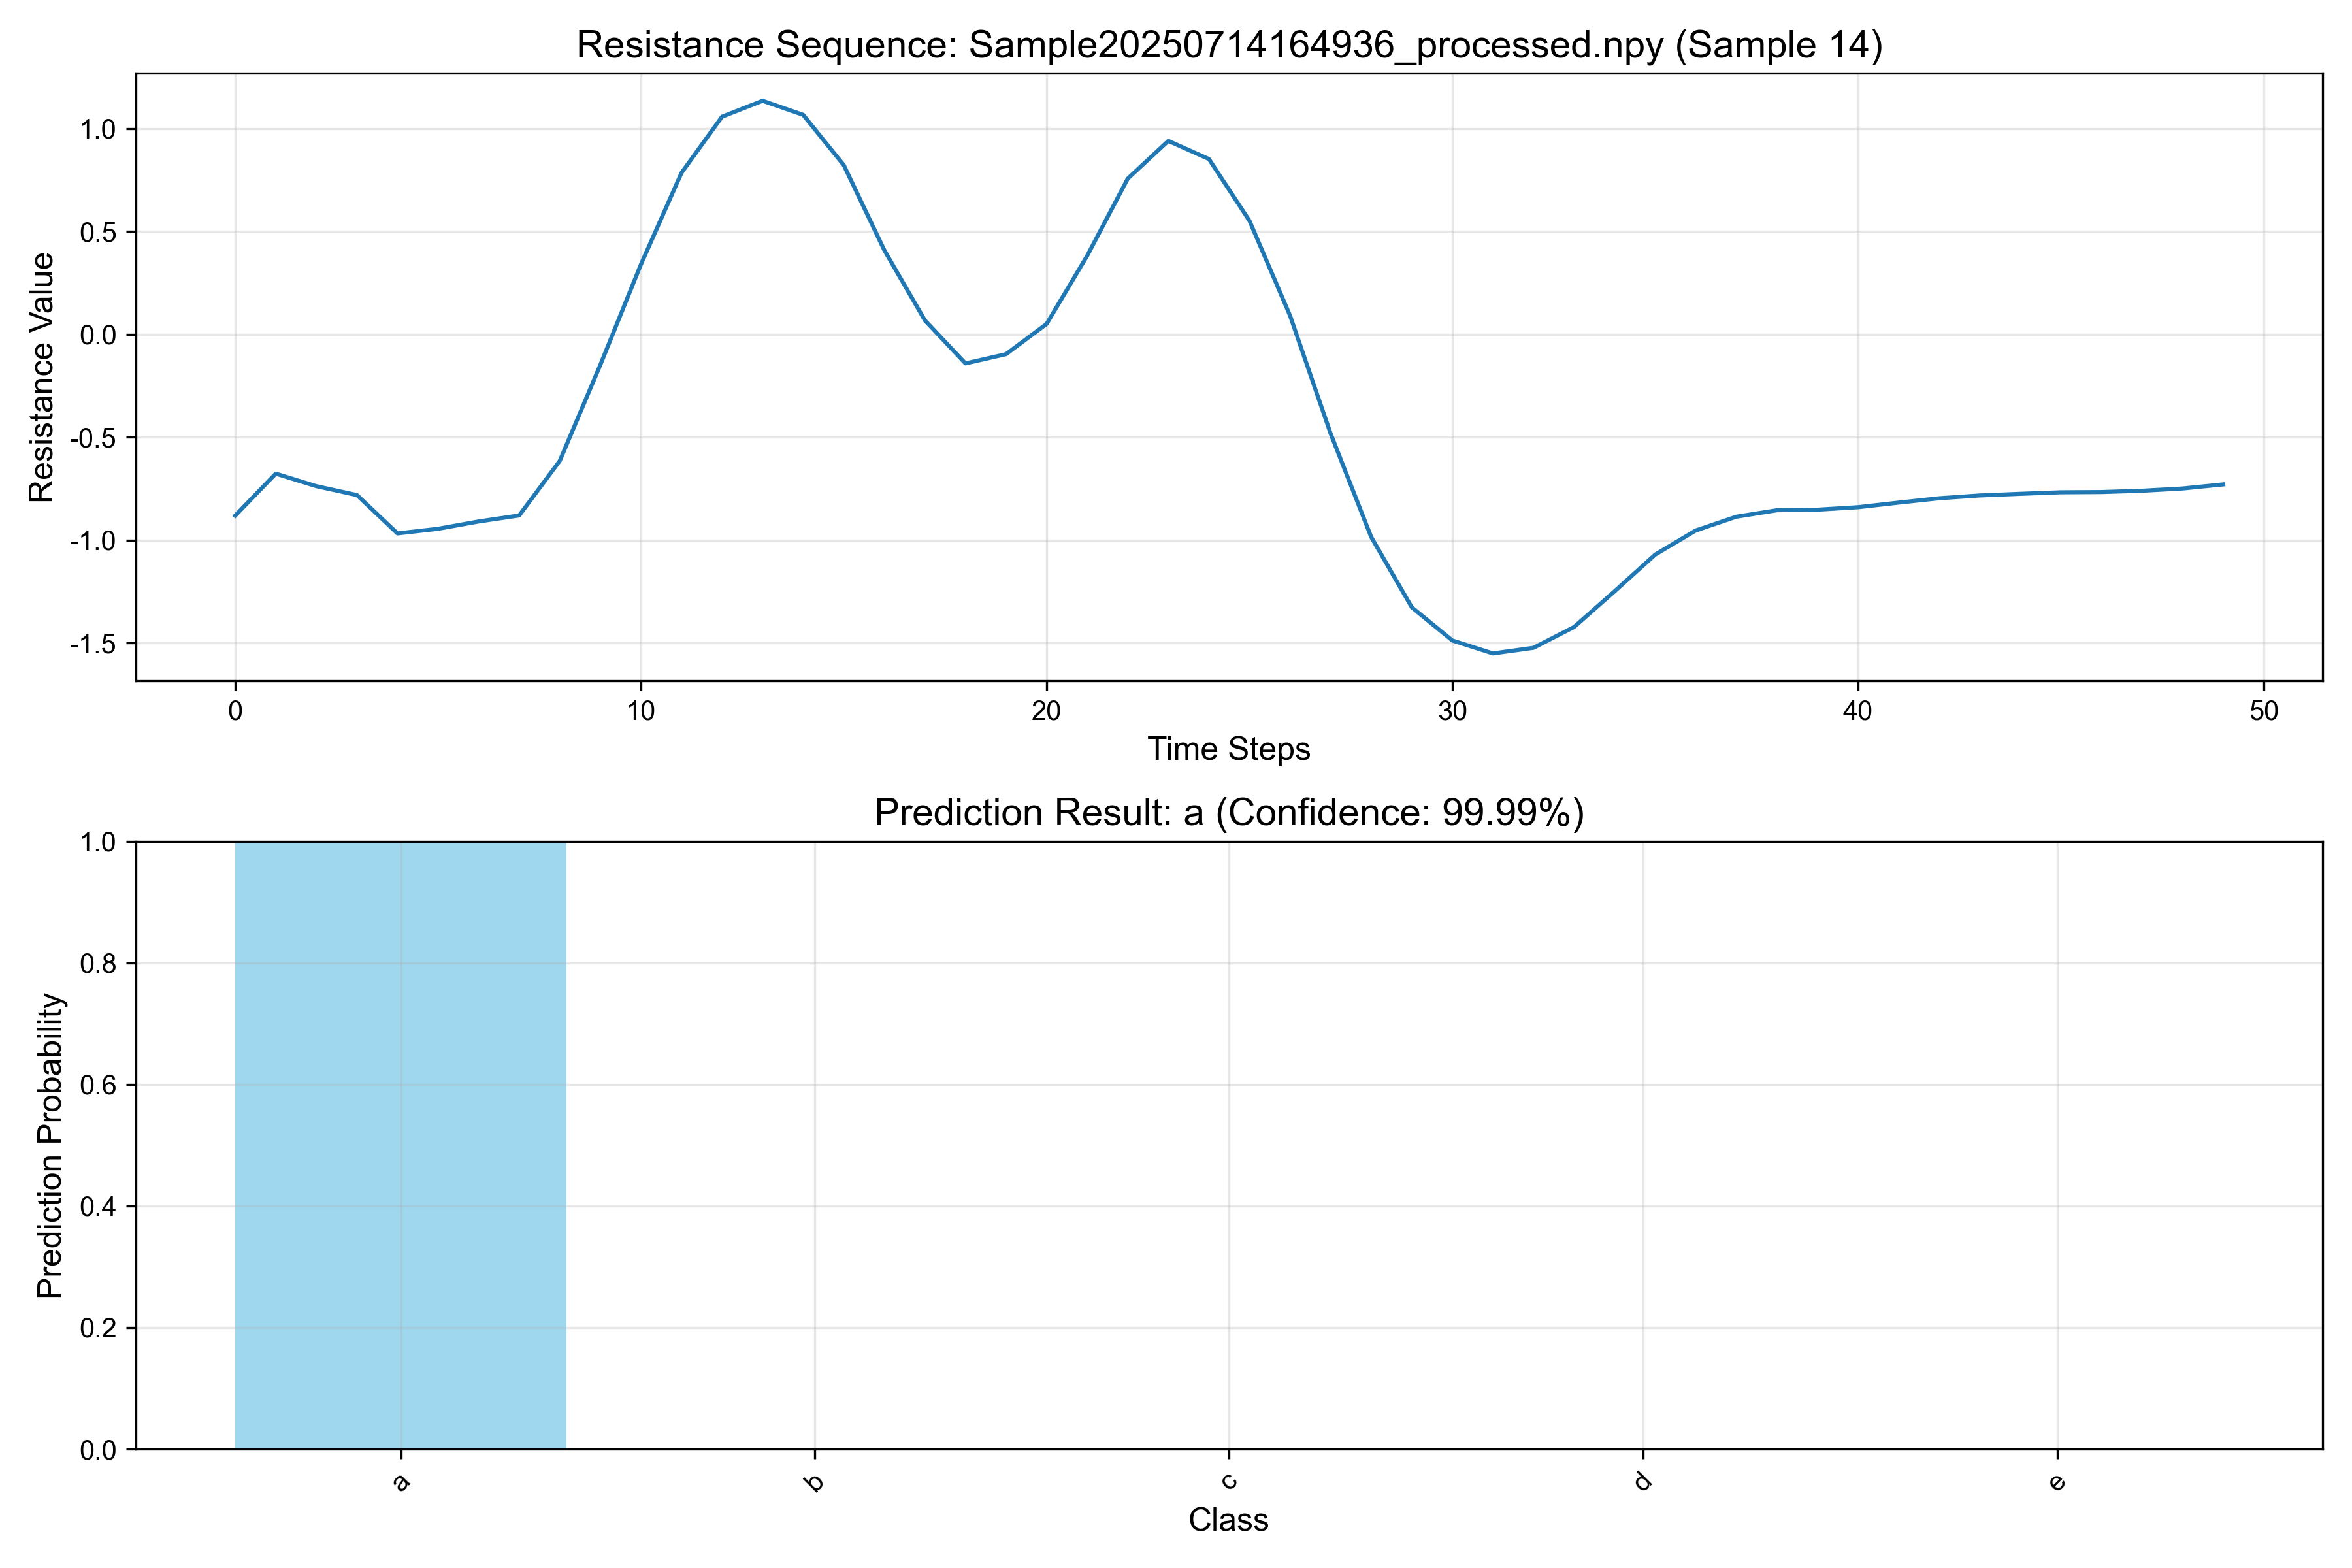 Resistance Sequence: Sample20250714164936_processed.npy (Sample 14)
Resistance Value
1.0
0.5
0.0
-0.5
-1.0
-1.5
0 10 20 30 40 50
Time Steps
Prediction Result: a (Confidence: 99.99%)
Prediction Probability
1.0
0.8
0.6
0.4
0.2
0.0
a b c d e
Class